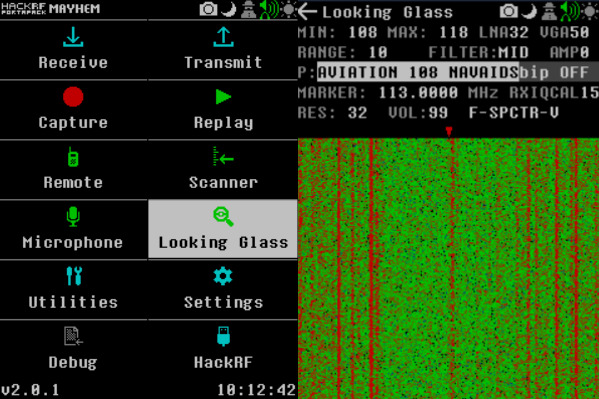 HACKRF
PORTAPACK MAYHEM
Receive
Transmit
Capture
Replay
Remote
Scanner
Microphone
Looking Glass
Utilities
Settings
Debug
HackRF
v2.0.1
10:12:42
Looking Glass
MIN: 108 MAX: 118 LNA32 VGA50
RANGE: 10 FILTER:MID AMP0
P:AVIATION 108 NAVAIDSbip OFF
MARKER: 113.0000 MHz RXIQCAL15
RES: 32 VOL:99 F-SPCTR-V